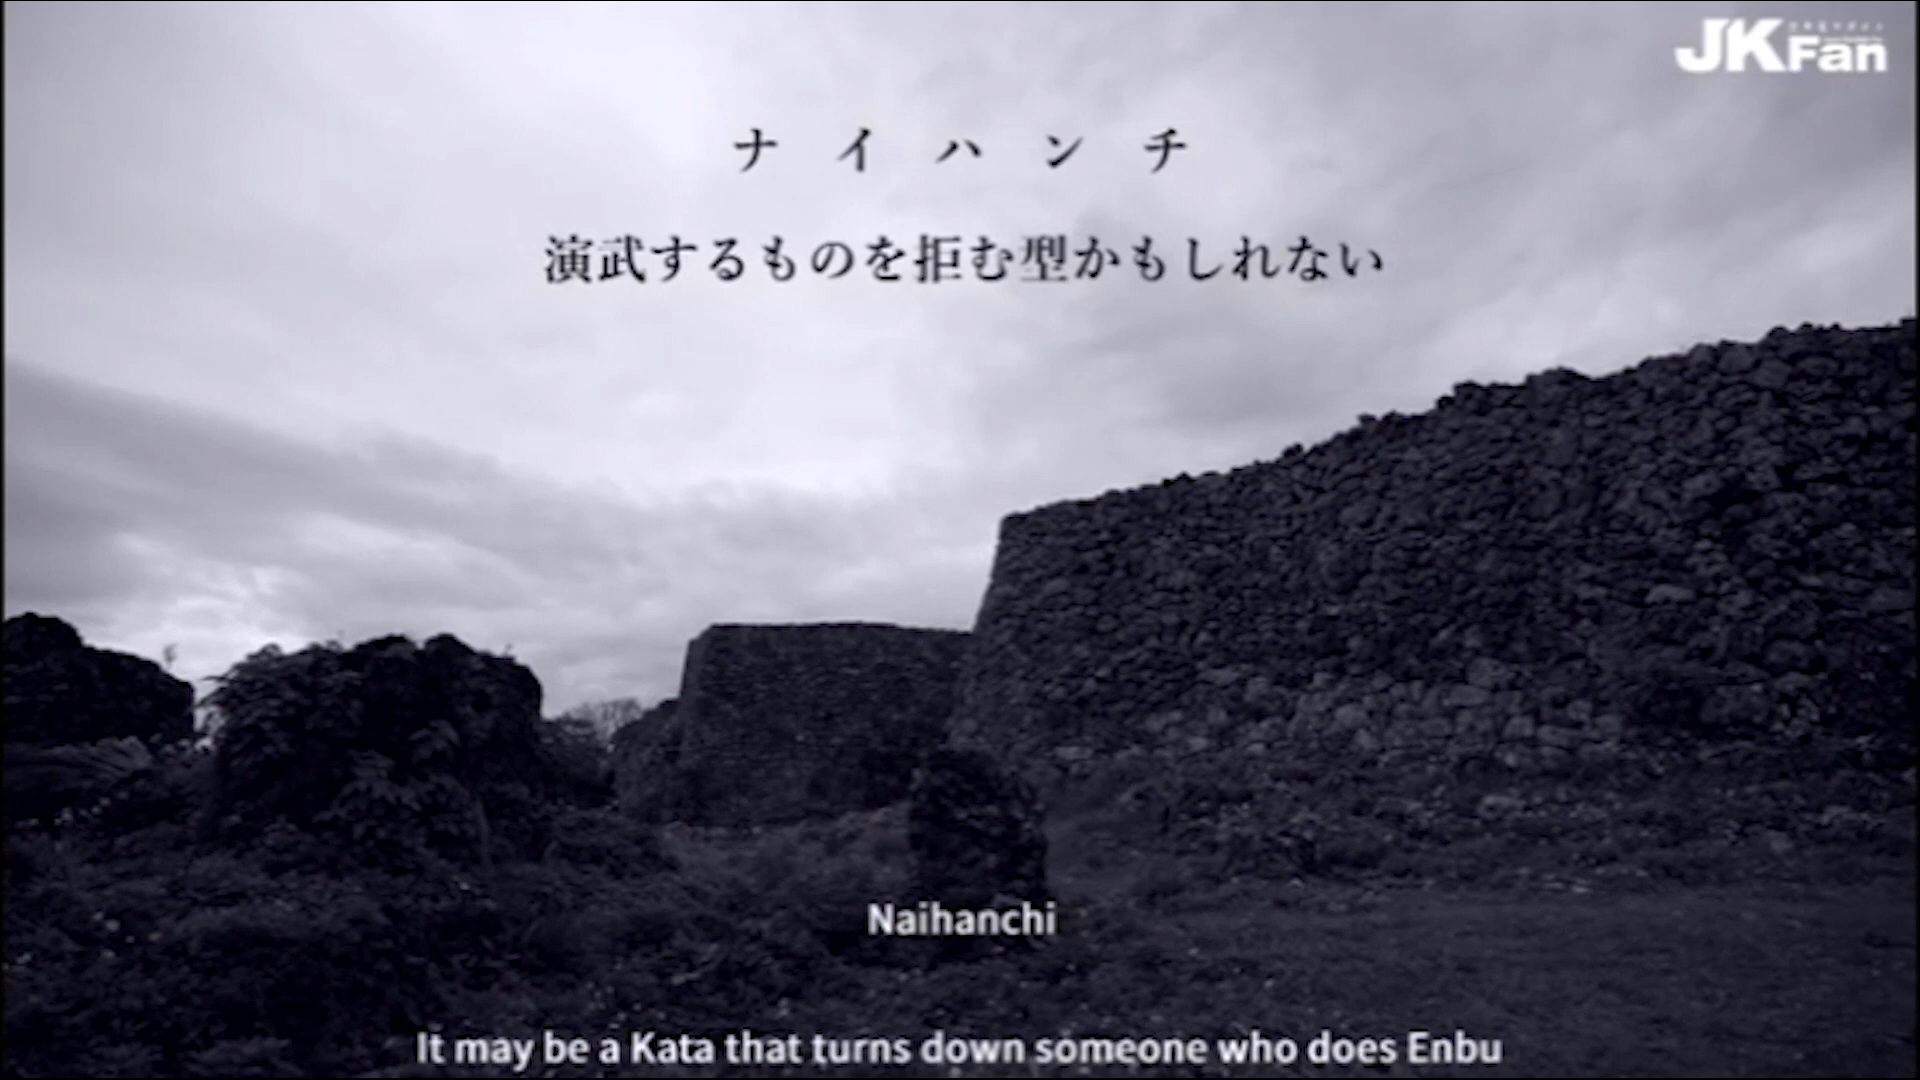 JKFan
ナイハンチ
演武するものを拒む型かもしれない
Naihanchi
It may be a Kata that turns down someone who does Enbu